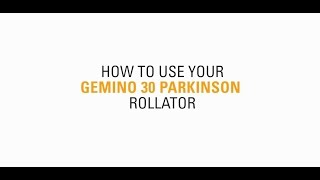 HOW TO USE YOUR
GEMINO 30 PARKINSON
ROLLATOR